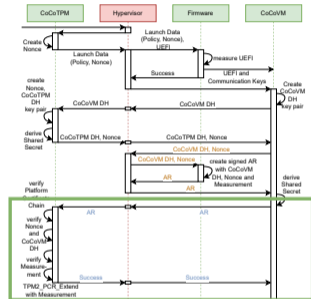 CoCoTPM
Hypervisor
Firmware
CoCoVM
Launch Data
(Policy, Nonce),
UEFI
Create
Nonce
Launch Data
(Policy, Nonce)
measure UEFI
Success
UEFI and
Communication Keys
create
Nonce,
CoCoTPM
DH
key pair
Create
CoCoVM
DH
key pair
CoCoVM DH
CoCoVM DH
derive
Shared
Secret
CoCoTPM DH, Nonce
CoCoTPM DH, Nonce
CoCoVM DH, Nonce
CoCoVM DH, Nonce
create signed AR
with CoCoVM
DH, Nonce and
Measurement
AR
AR
derive
Shared
Secret
verify
Platform
Certificate
Chain
AR
AR
verify
Nonce
and
CoCoVM
DH
verify
Measure-
ment
Success
Success
TPM2_PCR_Extend
with Measurement